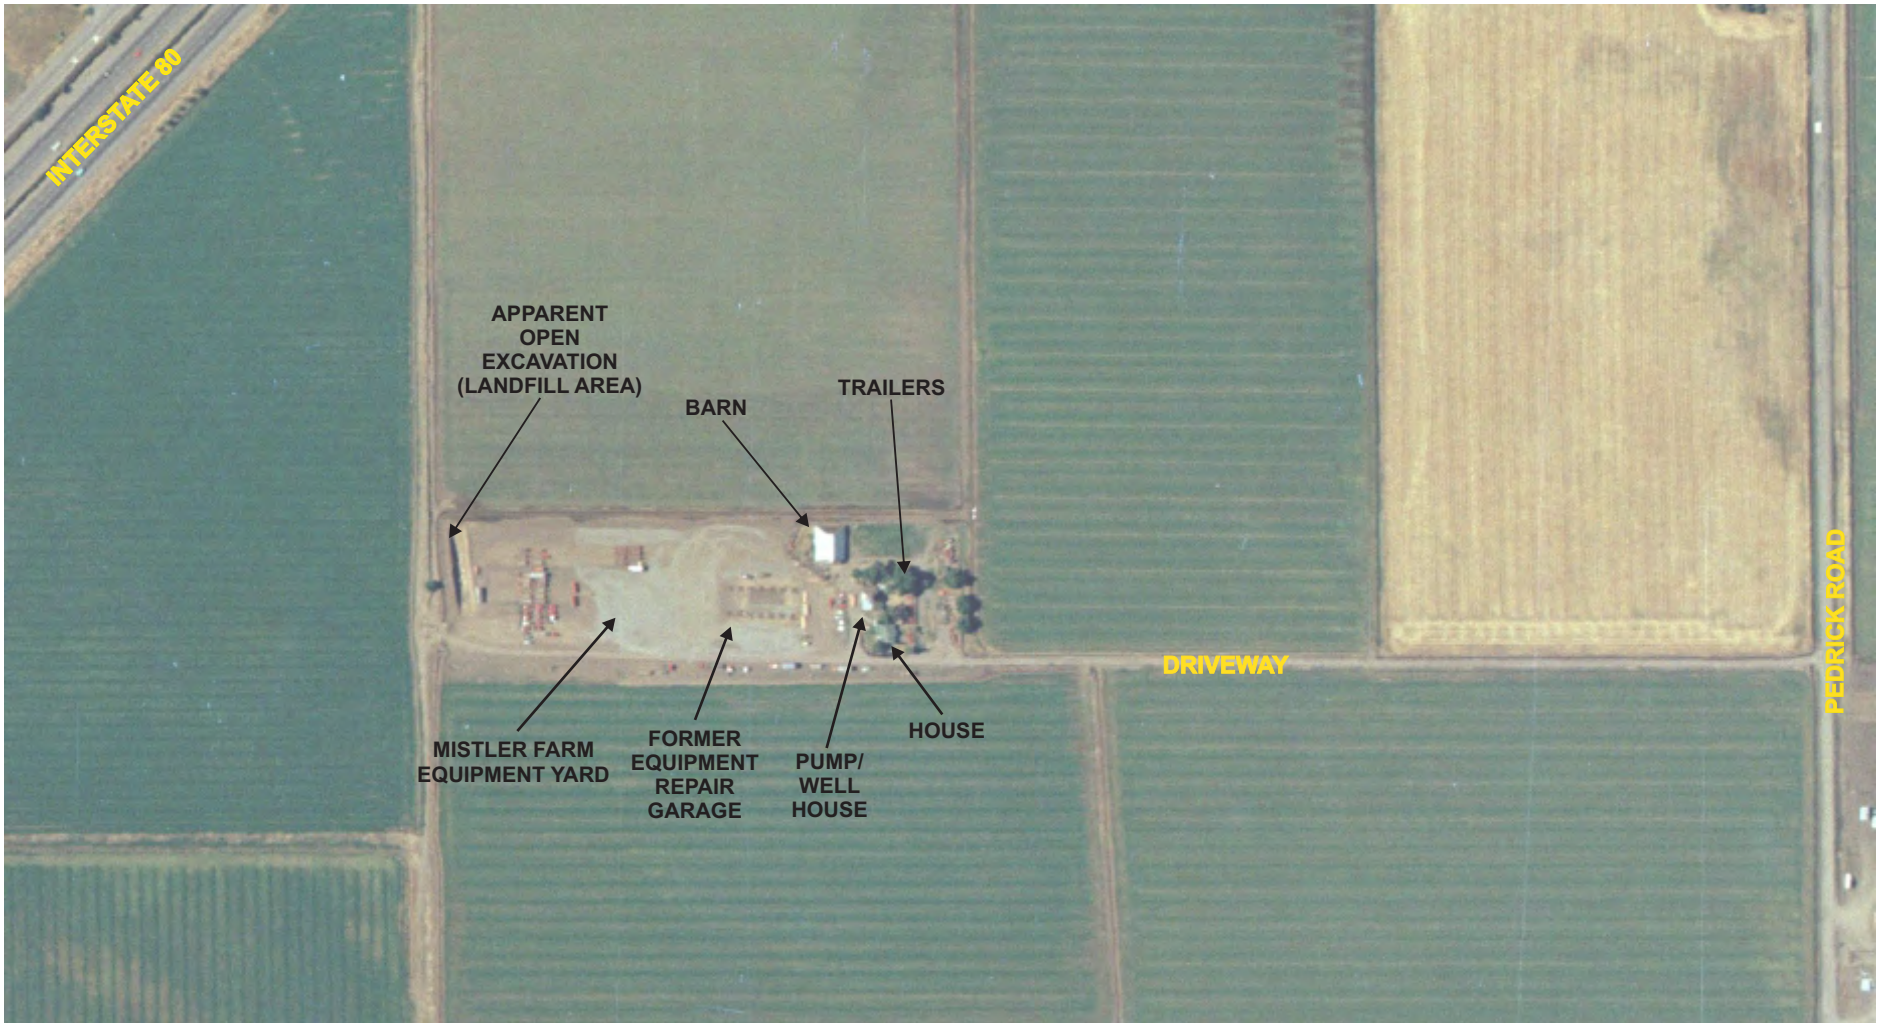 INTERSTATE 80
APPARENT
OPEN
EXCAVATION
(LANDFILL AREA)
BARN
TRAILERS
DRIVEWAY
PEDRICK ROAD
MISTLER FARM
EQUIPMENT YARD
FORMER
EQUIPMENT
REPAIR
GARAGE
PUMP/
WELL
HOUSE
HOUSE